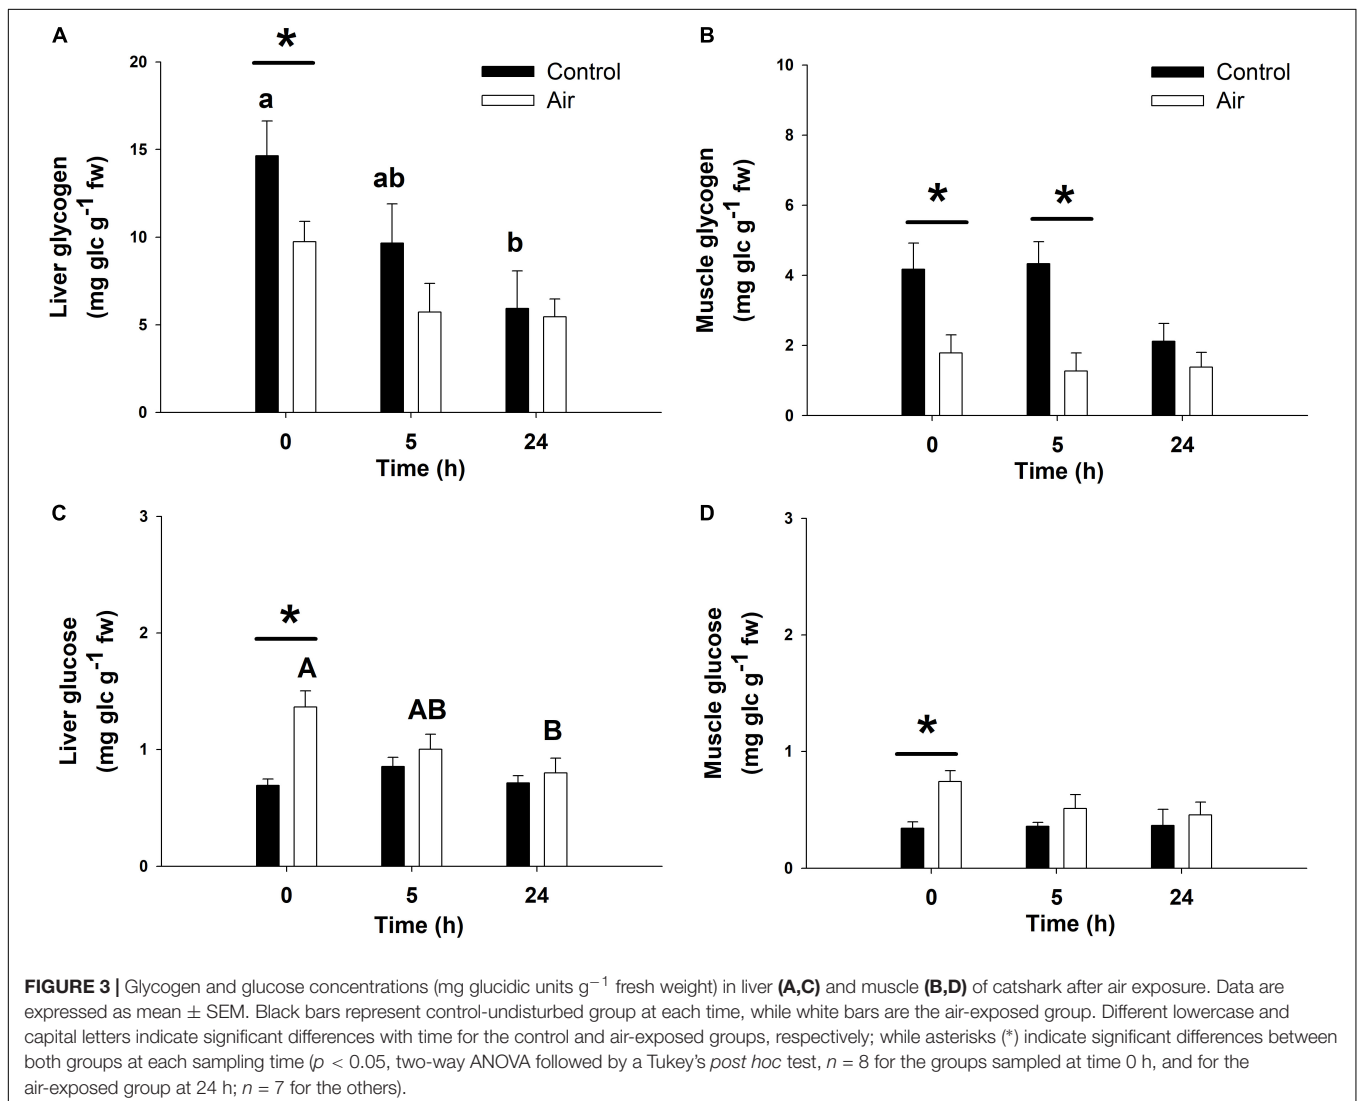 A
*
20
Control
Air
a
15
ab
10
b
5
0
Liver glycogen
(mg glc g-1 fw)
0 5 24
Time (h)
B
10
Control
Air
8
*
*
6
4
2
0
Muscle glycogen
(mg glc g-1 fw)
0 5 24
Time (h)
C
3
2
*
A
AB
B
1
0
Liver glucose
(mg glc g-1 fw)
0 5 24
Time (h)
D
3
2
*
1
0
Muscle glucose
(mg glc g-1 fw)
0 5 24
Time (h)
FIGURE 3 | Glycogen and glucose concentrations (mg glucidic units g−1 fresh weight) in liver (A,C) and muscle (B,D) of catshark after air exposure. Data are
expressed as mean ± SEM. Black bars represent control-undisturbed group at each time, while white bars are the air-exposed group. Different lowercase and
capital letters indicate significant differences with time for the control and air-exposed groups, respectively; while asterisks (*) indicate significant differences between
both groups at each sampling time (p < 0.05, two-way ANOVA followed by a Tukey's post hoc test, n = 8 for the groups sampled at time 0 h, and for the
air-exposed group at 24 h; n = 7 for the others).